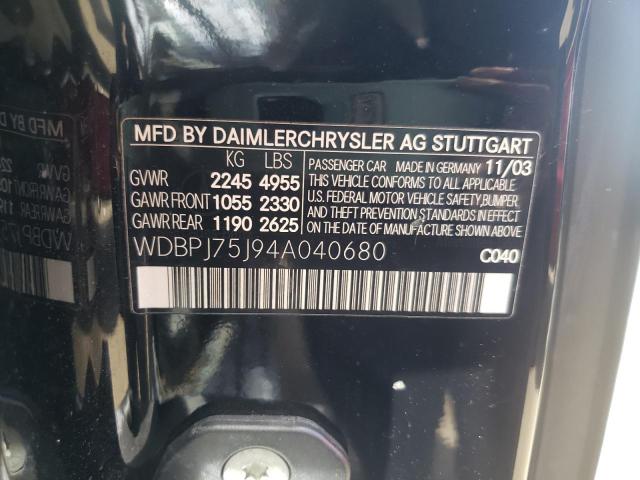 MFD BY DAIMLERCHRYSLER AG STUTTGART
KG LBS
GVWR 2245 4955
GAWR FRONT 1055 2330
GAWR REAR 1190 2625
PASSENGER CAR MADE IN GERMANY 11/03
THIS VEHICLE CONFORMS TO ALL APPLICABLE
U.S. FEDERAL MOTOR VEHICLE SAFETY, BUMPER,
AND THEFT PREVENTION STANDARDS IN EFFECT
ON THE DATE OF MANUFACTURE SHOWN ABOVE.
WDBPJ75J94A040680
C040